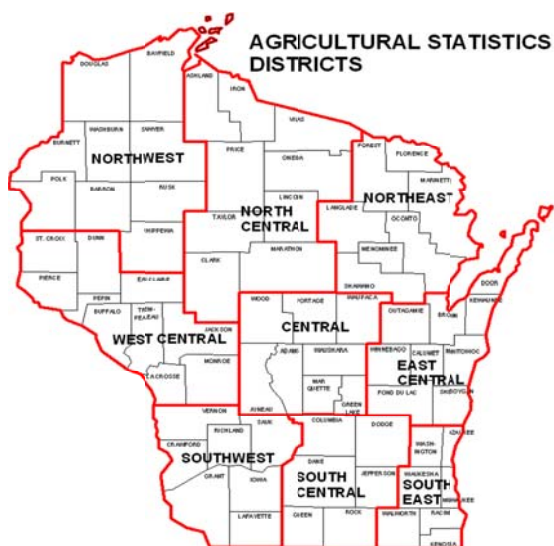 AGRICULTURAL STATISTICS
DISTRICTS
BAYFIELD
DOUGLAS
ASHLAND
IRON
VILAS
WASHBURN
SAWYER
BURNETT
NORTHWEST
PRICE
ONEIDA
FOREST
FLORENCE
POLK
BARRON
RUSK
MARINETTE
NORTHEAST
LINCOLN
LANGLADE
TAYLOR
NORTH
CENTRAL
OCONTO
CHIPPEWA
ST. CROIX
DUNN
CLARK
MARATHON
MENOMINEE
PIERCE
EAU CLAIRE
SHAWANO
DOOR
PEPIN
BUFFALO
TREM-
PEALEAU
WOOD
PORTAGE
WAUPACA
OUTAGAMIE
BROWN
KEWAUNEE
WEST CENTRAL
JACKSON
CENTRAL
MONROE
ADAMS
WAUSHARA
WINNEBAGO
CALUMET
MANITOWOC
EAST
CENTRAL
LACROSSE
MAR
QUETTE
GREEN
LAKE
FOND DU LAC
SHEBOYGAN
JUNEAU
VERNON
SAUK
COLUMBIA
DODGE
RICHLAND
CRAWFORD
SOUTHWEST
WASH-
INGTON
OZAUKEE
DANE
JEFFERSON
WAUKESHA
GRANT
IOWA
SOUTH
CENTRAL
SOUTH
EAST
MILWAUKEE
LAFAYETTE
GREEN
ROCK
WALWORTH
RACINE
KENOSHA